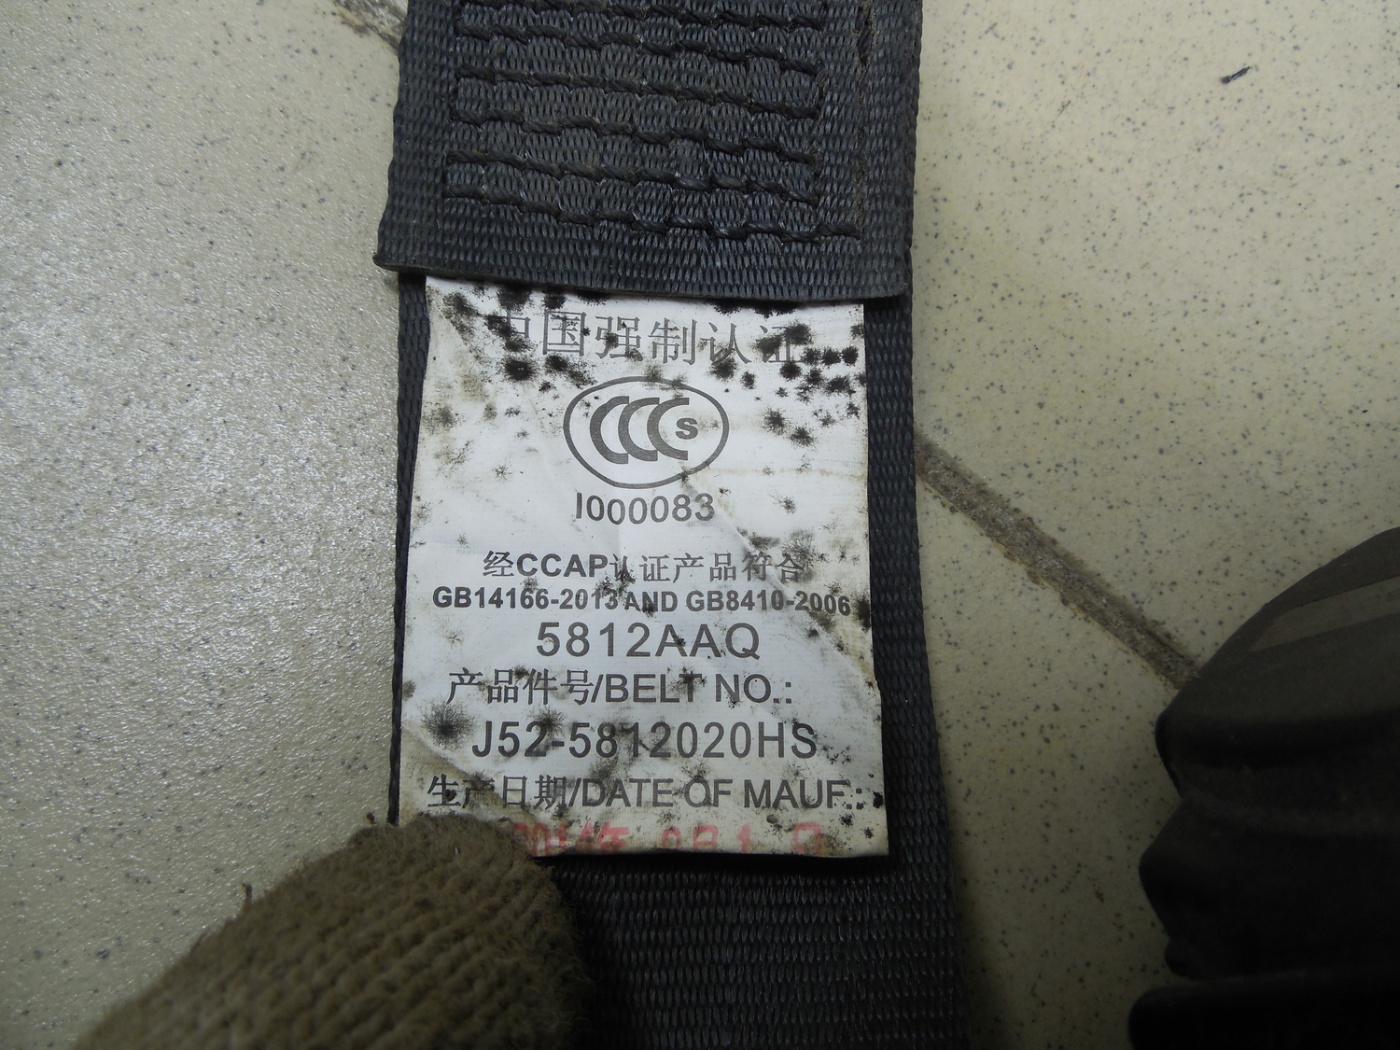 中国强制认证
CCC S
I000083
经CCAP认证产品符合
GB14166-2013 AND GB8410-2006
5812AAQ
产品件号/BELT NO.:
J52-5812020HS
生产日期/DATE OF MAUF.: